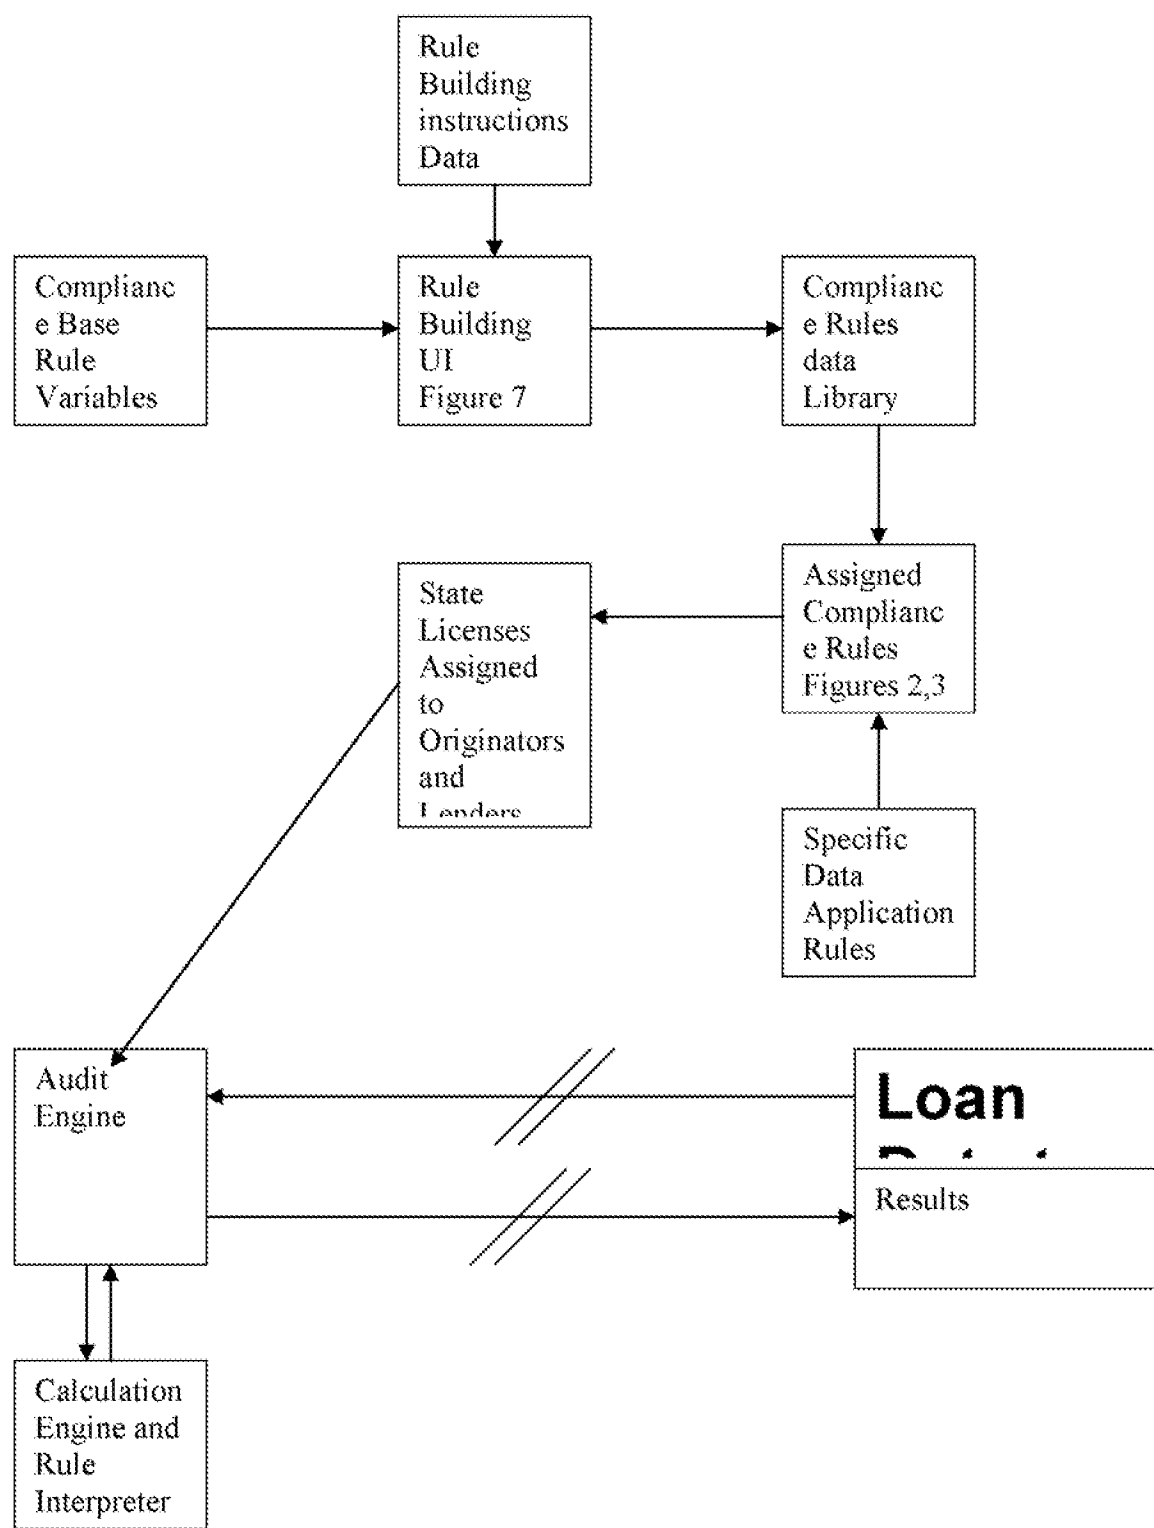 Rule
Building
instructions
Data
Complianc
e Base
Rule
Variables
Rule
Building
UI
Figure 7
Complianc
e Rules
data
Library
State
Licenses
Assigned
to
Originators
and
Lenders
Assigned
Complianc
e Rules
Figures 2,3
Specific
Data
Application
Rules
Audit
Engine
Loan
Results
Calculation
Engine and
Rule
Interpreter